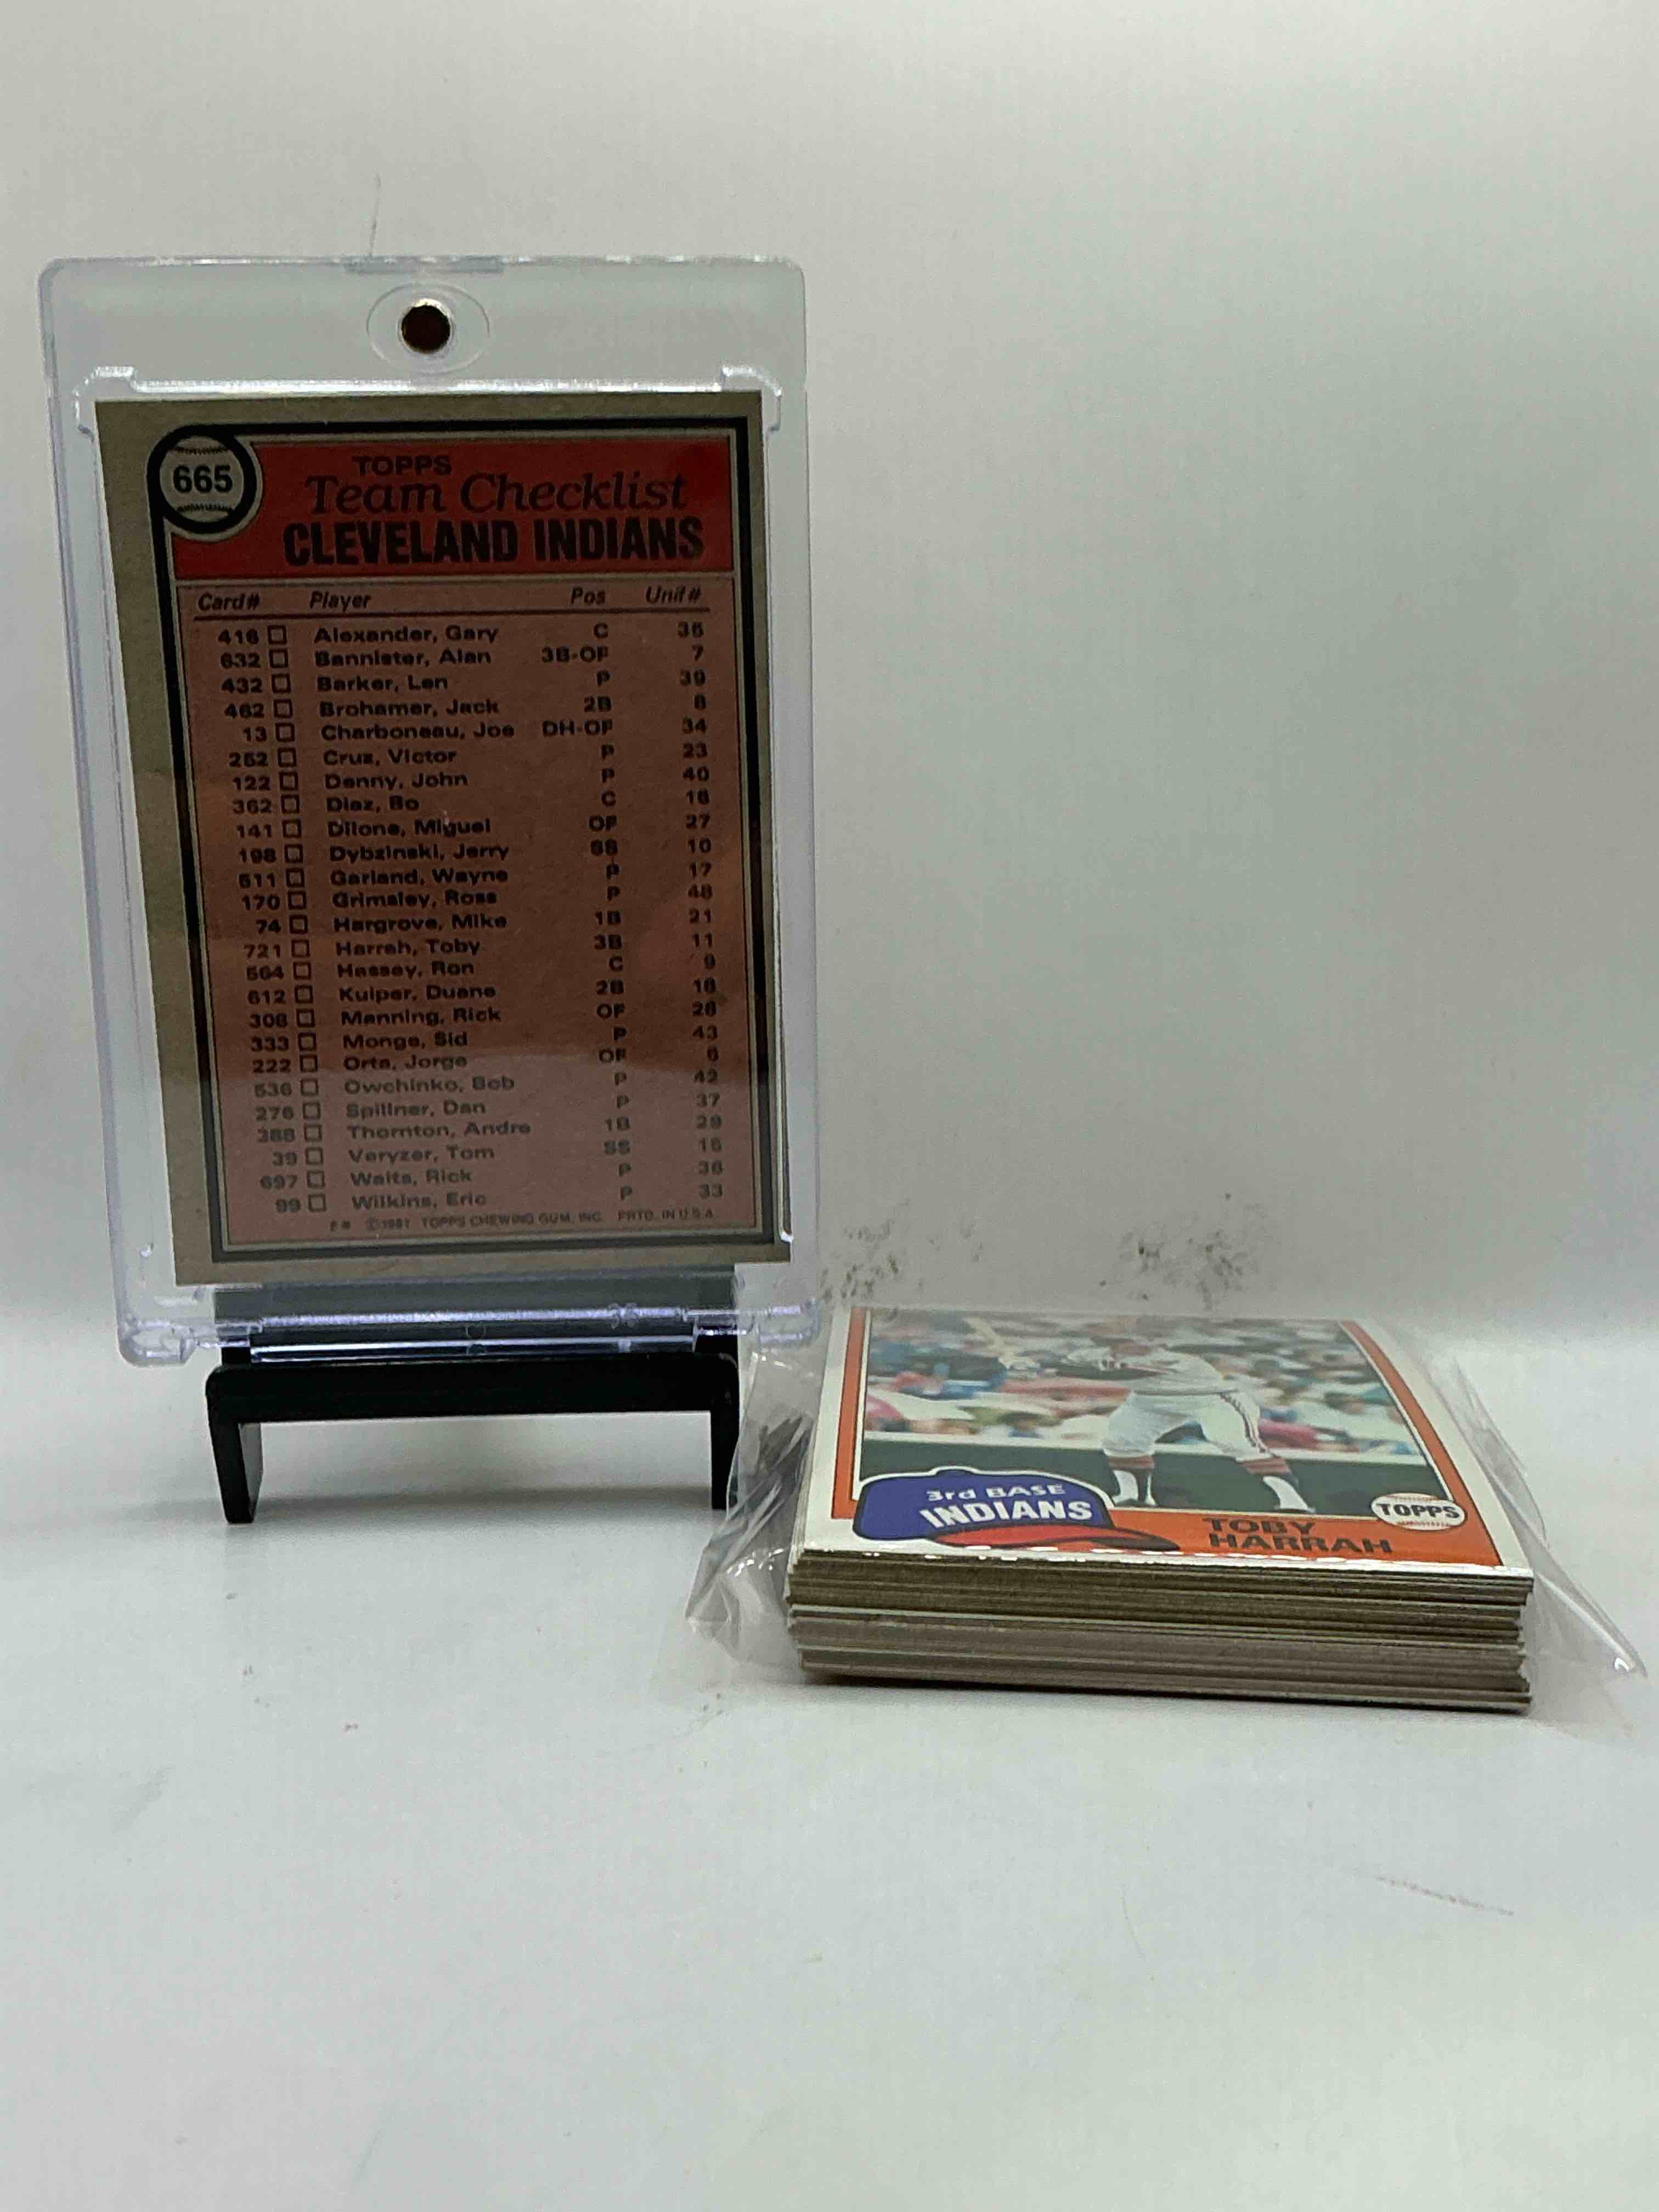 665
TOPPS
Team Checklist
CLEVELAND INDIANS
Card# Player Pos Unif#
416 Alexander, Gary C 35
632 Bannister, Alan 3B-OF 7
432 Barker, Len P 39
462 Brohamer, Jack 2B 8
13 Charboneau, Joe DH-OF 34
252 Cruz, Victor P 23
122 Denny, John P 40
362 Diaz, Bo C 16
141 Dilone, Miguel OF 27
198 Dybzinski, Jerry SS 10
511 Garland, Wayne P 17
170 Grimsley, Ross P 48
74 Hargrove, Mike 1B 21
721 Harrah, Toby 3B 11
564 Hassey, Ron C 9
612 Kuiper, Duane 2B 18
308 Manning, Rick OF 28
333 Monge, Sid P 43
222 Orta, Jorge OF 6
536 Owchinko, Bob P 42
276 Spillner, Dan P 37
388 Thornton, Andre 1B 29
39 Veryzer, Tom SS 15
697 Waits, Rick P 36
99 Wilkins, Eric P 33
©1981 TOPPS CHEWING GUM, INC. PRTD. IN U.S.A.
3rd BASE
INDIANS
TOBY
HARRAH
TOPPS